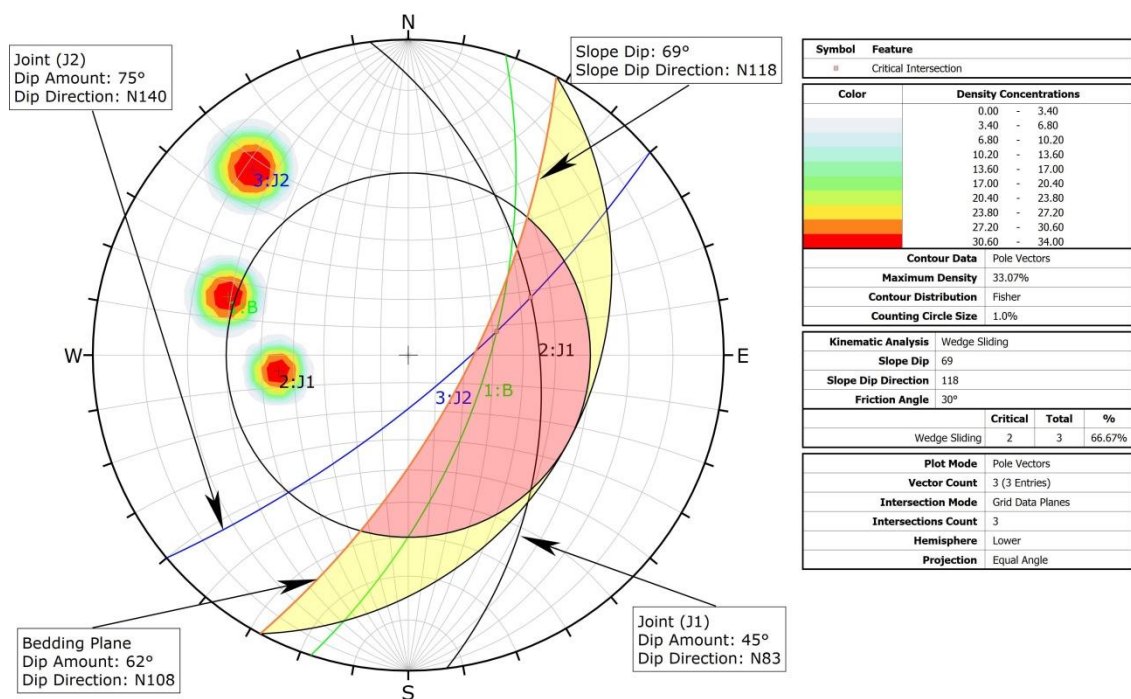 N
Joint (J2)
Dip Amount: 75°
Dip Direction: N140
Slope Dip: 69°
Slope Dip Direction: N118
3:J2
1:B
2:J1
W
E
2:J1
3:J2
1:B
Bedding Plane
Dip Amount: 62°
Dip Direction: N108
Joint (J1)
Dip Amount: 45°
Dip Direction: N83
S
Symbol Feature
Critical Intersection
Color Density Concentrations
0.00 - 3.40
3.40 - 6.80
6.80 - 10.20
10.20 - 13.60
13.60 - 17.00
17.00 - 20.40
20.40 - 23.80
23.80 - 27.20
27.20 - 30.60
30.60 - 34.00
Contour Data Pole Vectors
Maximum Density 33.07%
Contour Distribution Fisher
Counting Circle Size 1.0%
Kinematic Analysis Wedge Sliding
Slope Dip 69
Slope Dip Direction 118
Friction Angle 30°
Critical Total %
Wedge Sliding 2 3 66.67%
Plot Mode Pole Vectors
Vector Count 3 (3 Entries)
Intersection Mode Grid Data Planes
Intersections Count 3
Hemisphere Lower
Projection Equal Angle